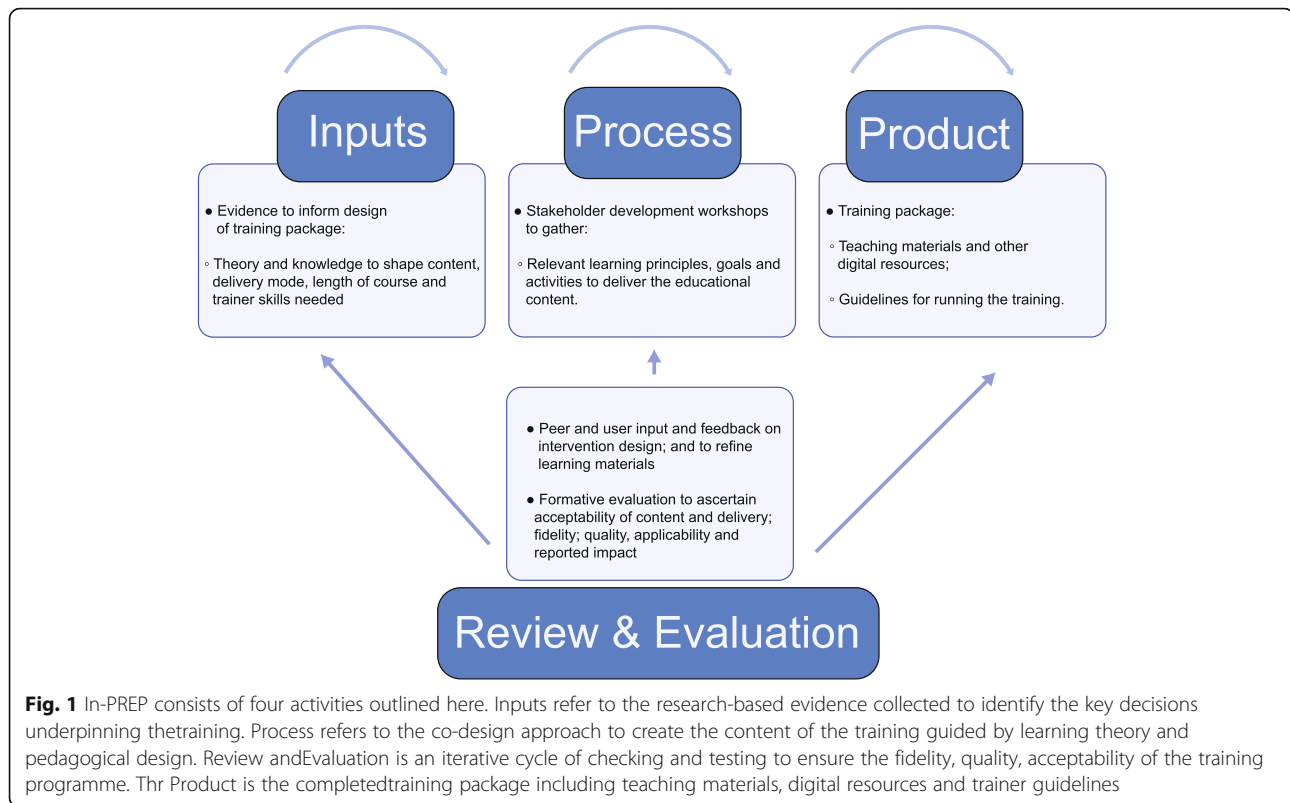 Inputs
● Evidence to inform design
of training package:
◦ Theory and knowledge to shape content,
delivery mode, length of course and
trainer skills needed
Process
● Stakeholder development workshops
to gather:
◦ Relevant learning principles, goals and
activities to deliver the educational
content.
Product
● Training package:
◦ Teaching materials and other
digital resources;
◦ Guidelines for running the training.
● Peer and user input and feedback on
intervention design; and to refine
learning materials
● Formative evaluation to ascertain
acceptability of content and delivery;
fidelity; quality, applicability and
reported impact
Review & Evaluation
Fig. 1 In-PREP consists of four activities outlined here. Inputs refer to the research-based evidence collected to identify the key decisions
underpinning thetraining. Process refers to the co-design approach to create the content of the training guided by learning theory and
pedagogical design. Review andEvaluation is an iterative cycle of checking and testing to ensure the fidelity, quality, acceptability of the training
programme. Thr Product is the completedtraining package including teaching materials, digital resources and trainer guidelines